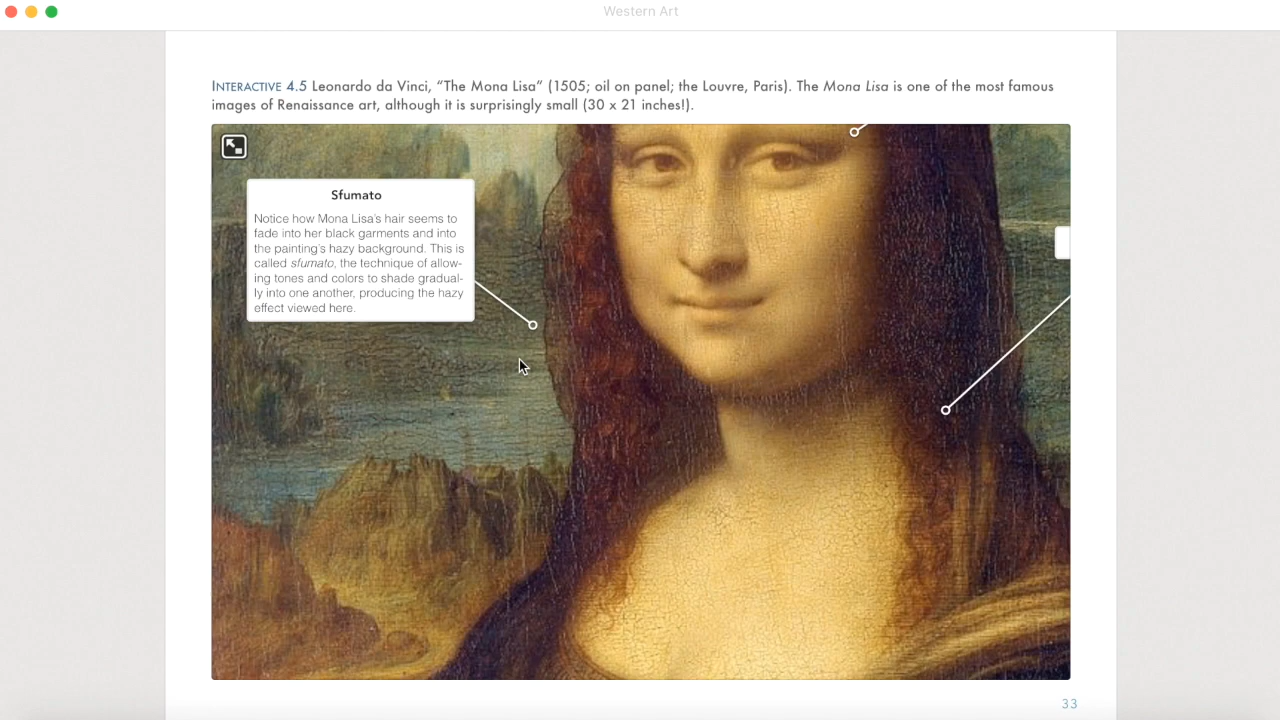 Western Art
INTERACTIVE 4.5 Leonardo da Vinci, “The Mona Lisa“ (1505; oil on panel; the Louvre, Paris). The Mona Lisa is one of the most famous
images of Renaissance art, although it is surprisingly small (30 x 21 inches!).
Sfumato
Notice how Mona Lisa's hair seems to
fade into her black garments and into
the painting's hazy background. This is
called sfumato, the technique of allow-
ing tones and colors to shade gradual-
ly into one another, producing the hazy
effect viewed here.
33